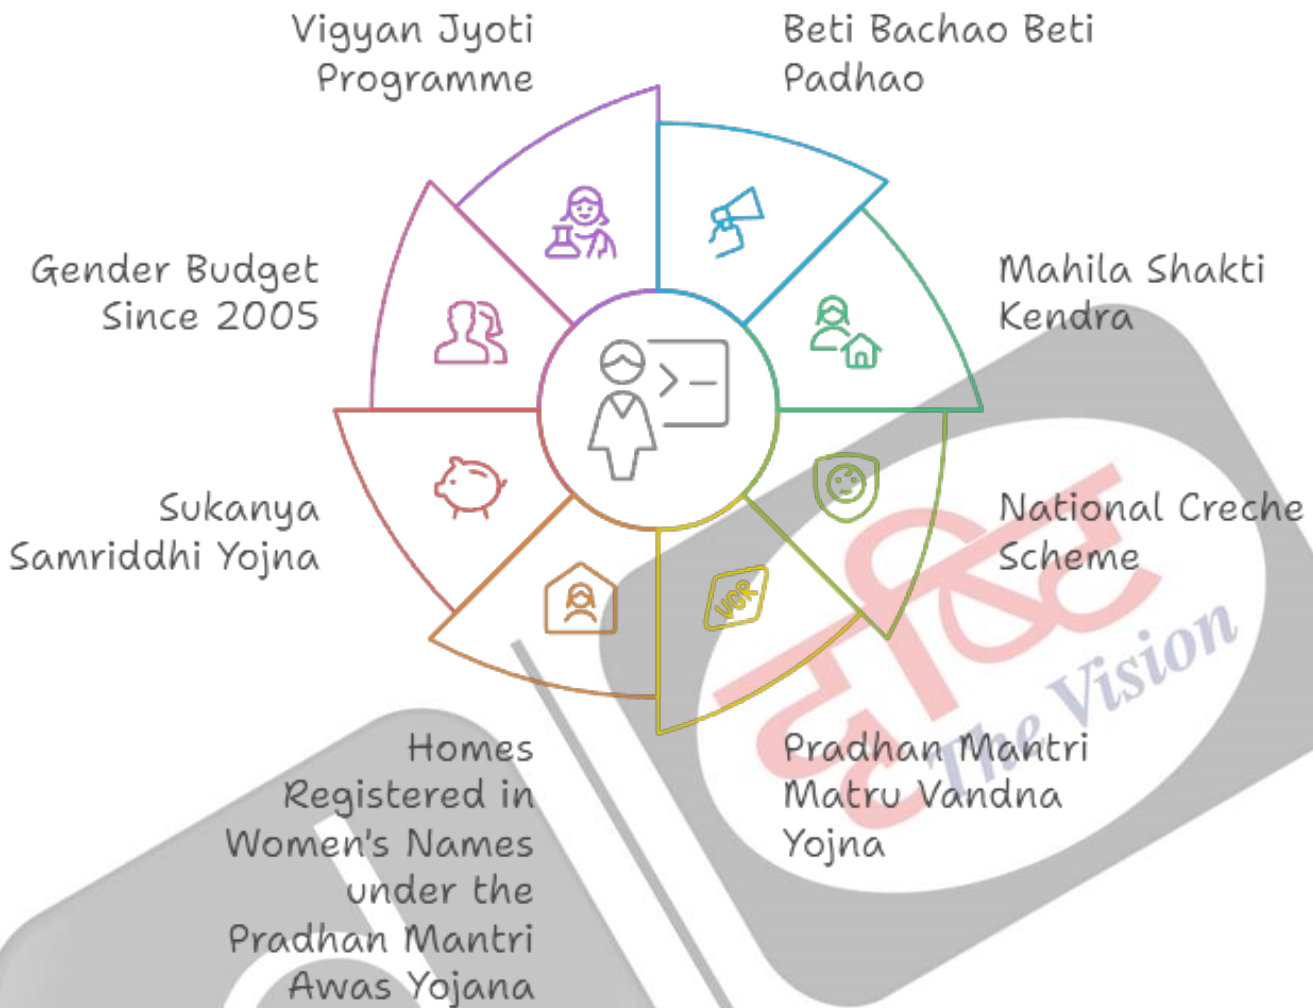 Vigyan Jyoti
Programme
Beti Bachao Beti
Padhao
Gender Budget
Since 2005
Mahila Shakti
Kendra
Sukanya
Samriddhi Yojna
National Creche
Scheme
VGR
Homes
Registered in
Women's Names
under the
Pradhan Mantri
Awas Yojana
Pradhan Mantri
Matru Vandna
Yojna
दृष्टि
The Vision